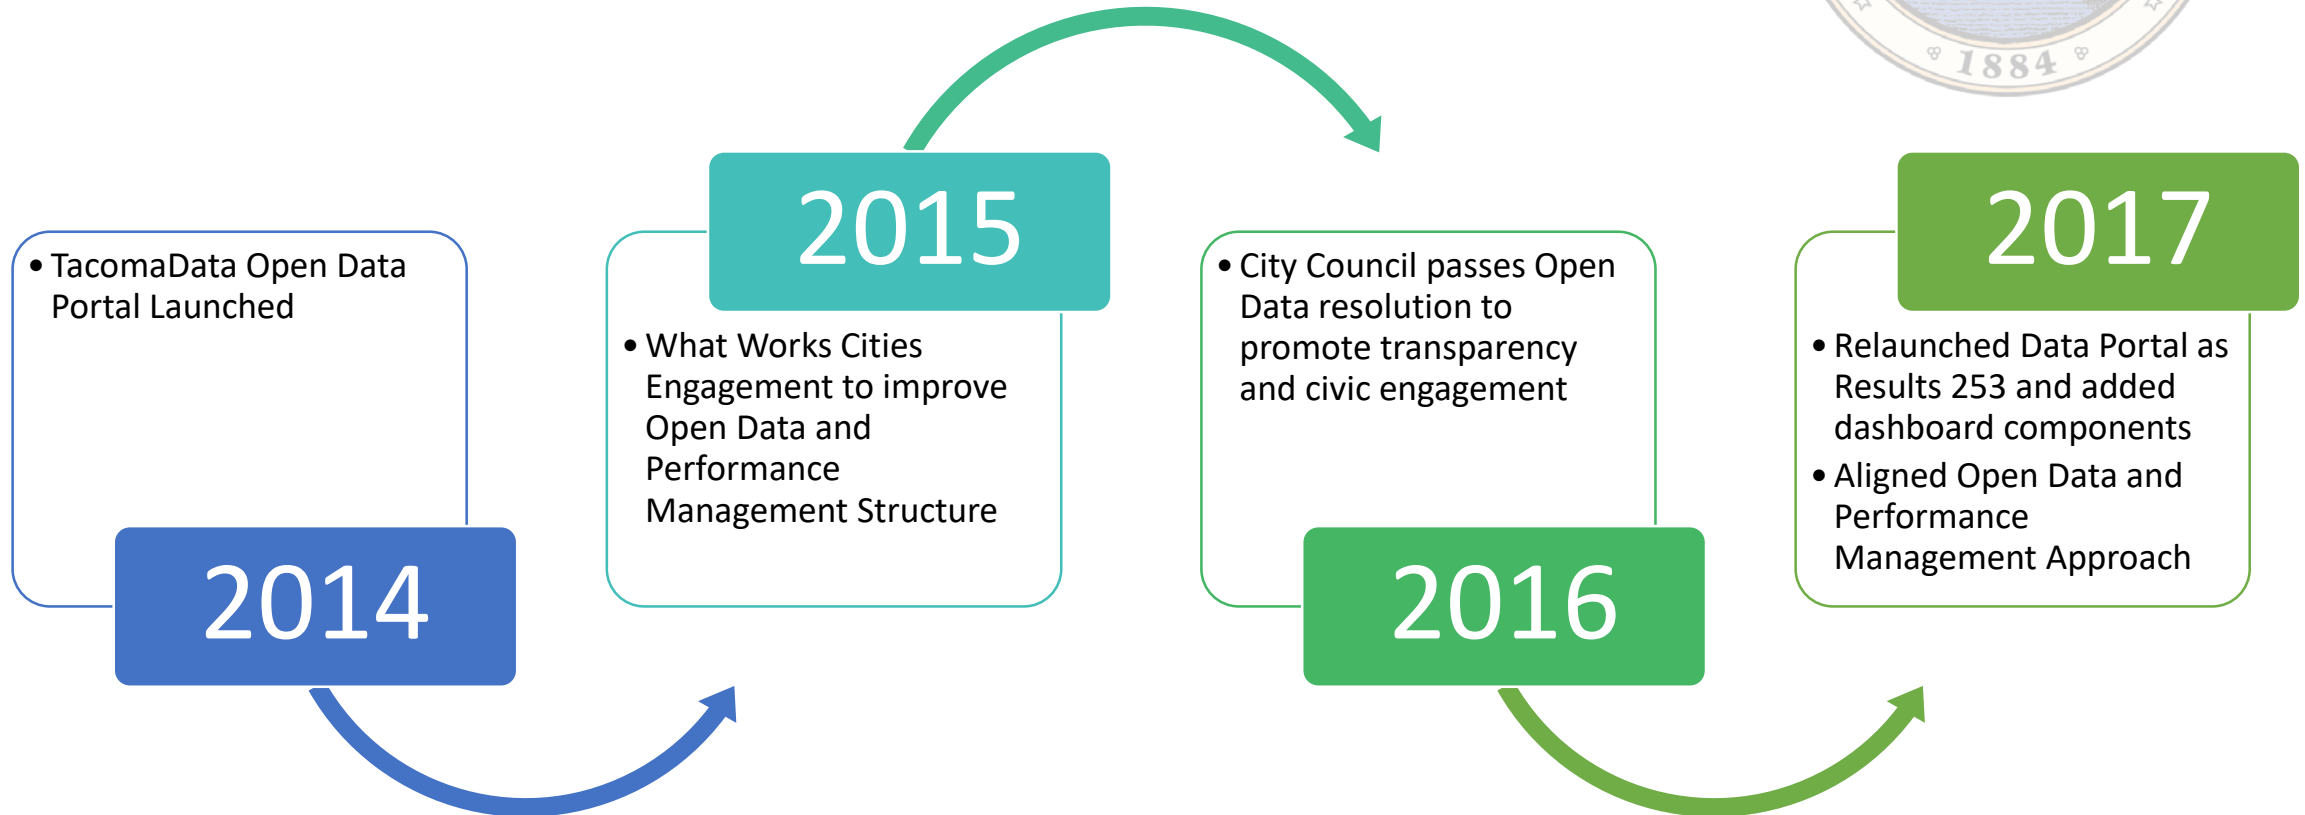 1884
• TacomaData Open Data
Portal Launched
2014
2015
• What Works Cities
Engagement to improve
Open Data and
Performance
Management Structure
• City Council passes Open
Data resolution to
promote transparency
and civic engagement
2016
2017
• Relaunched Data Portal as
Results 253 and added
dashboard components
• Aligned Open Data and
Performance
Management Approach